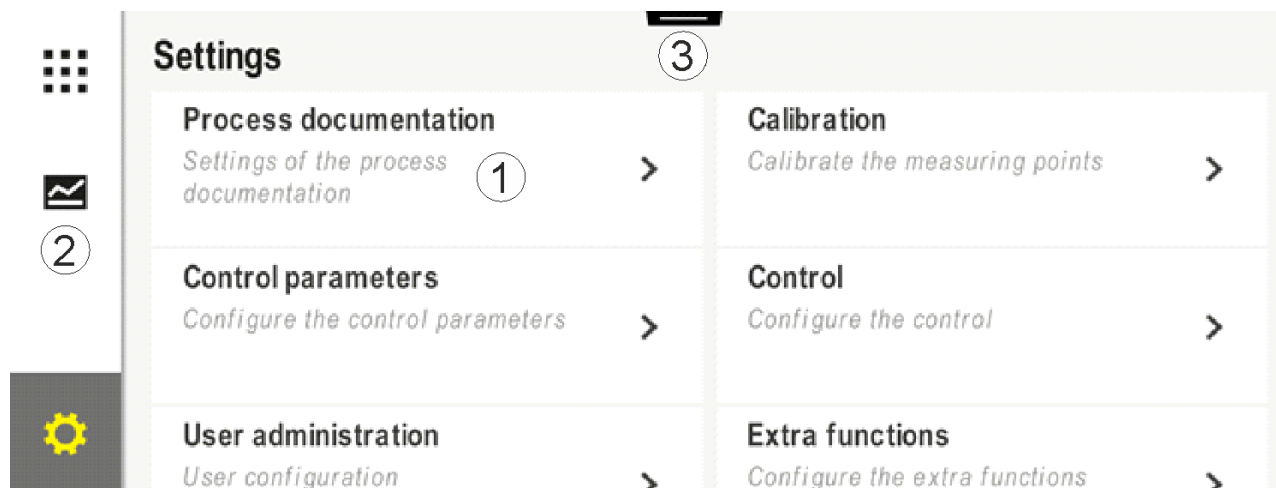 Settings
3
Process documentation
Settings of the process
documentation
1
Calibration
Calibrate the measuring points
2
Control parameters
Configure the control parameters
Control
Configure the control
User administration
User configuration
Extra functions
Configure the extra functions